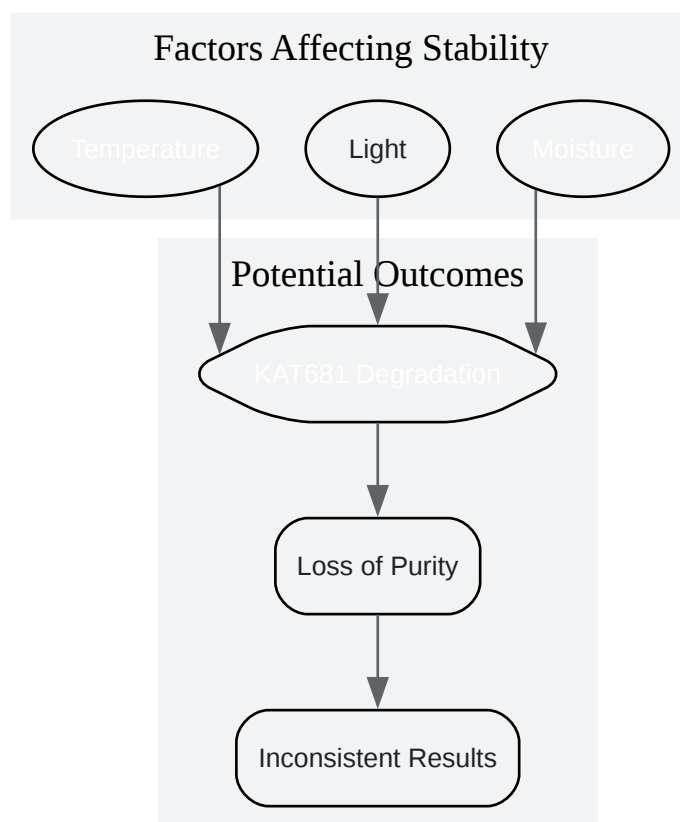 Factors Affecting Stability
Temperature
Light
Moisture
Potential Outcomes
KAT681 Degradation
Loss of Purity
Inconsistent Results